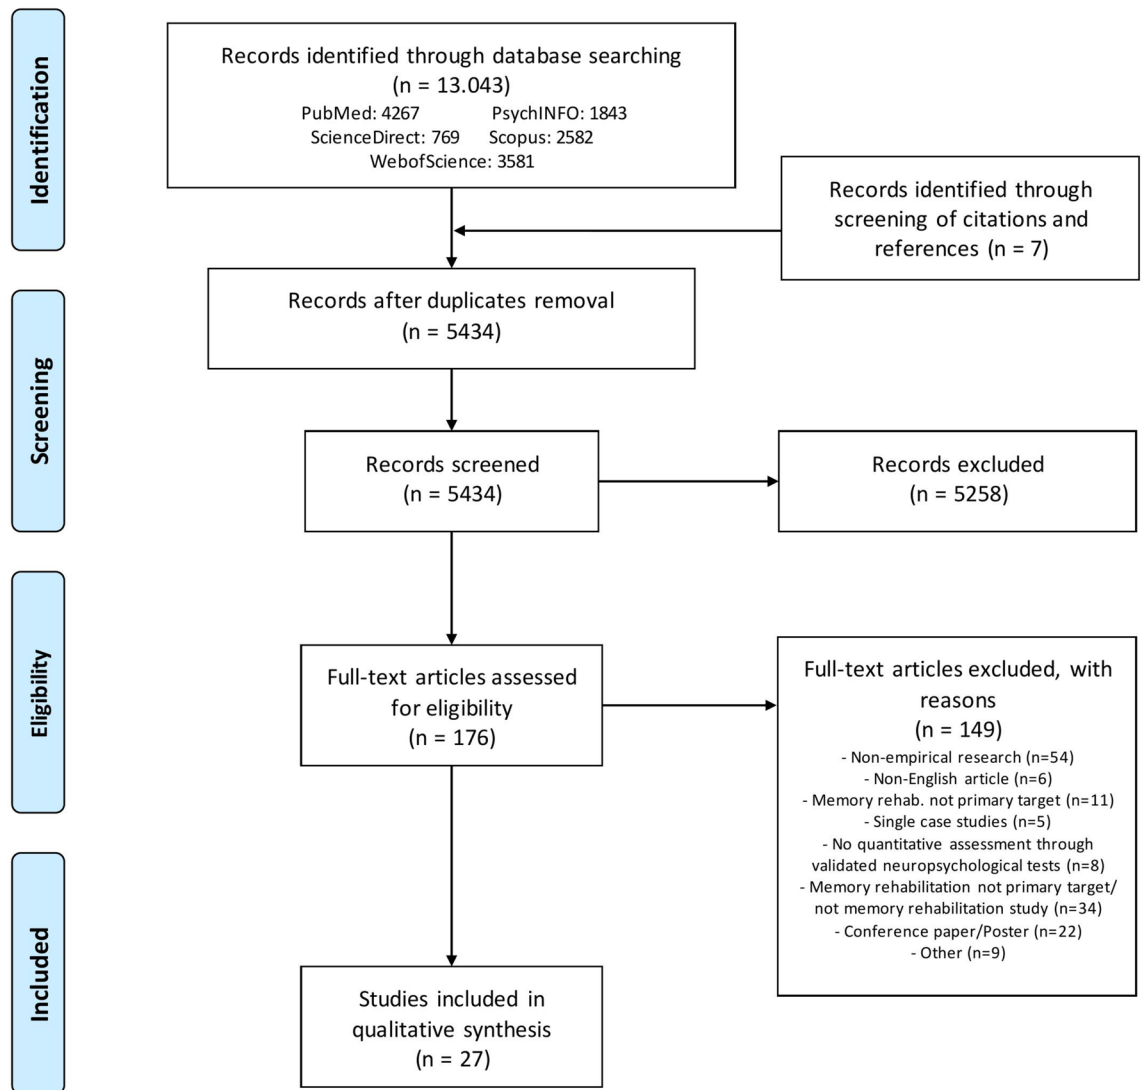 Identification
Records identified through database searching
(n = 13.043)
PubMed: 4267 PsychINFO: 1843
ScienceDirect: 769 Scopus: 2582
WebofScience: 3581
Records identified through
screening of citations and
references (n = 7)
Screening
Records after duplicates removal
(n = 5434)
Records screened
(n = 5434)
Records excluded
(n = 5258)
Eligibility
Full-text articles assessed
for eligibility
(n = 176)
Full-text articles excluded, with
reasons
(n = 149)
- Non-empirical research (n=54)
- Non-English article (n=6)
- Memory rehab. not primary target (n=11)
- Single case studies (n=5)
- No quantitative assessment through
validated neuropsychological tests (n=8)
- Memory rehabilitation not primary target/
not memory rehabilitation study (n=34)
- Conference paper/Poster (n=22)
- Other (n=9)
Included
Studies included in
qualitative synthesis
(n = 27)